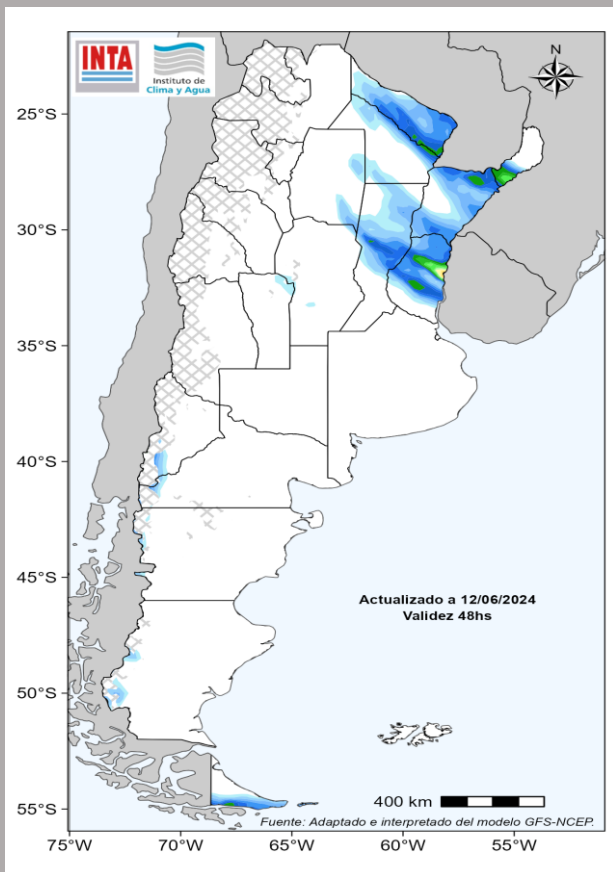 INTA
Instituto de
Clima y Agua
N
25°S
30°S
35°S
40°S
45°S
50°S
55°S
Actualizado a 12/06/2024
Validez 48hs
400 km
Fuente: Adaptado e interpretado del modelo GFS-NCEP.
75°W
70°W
65°W
60°W
55°W